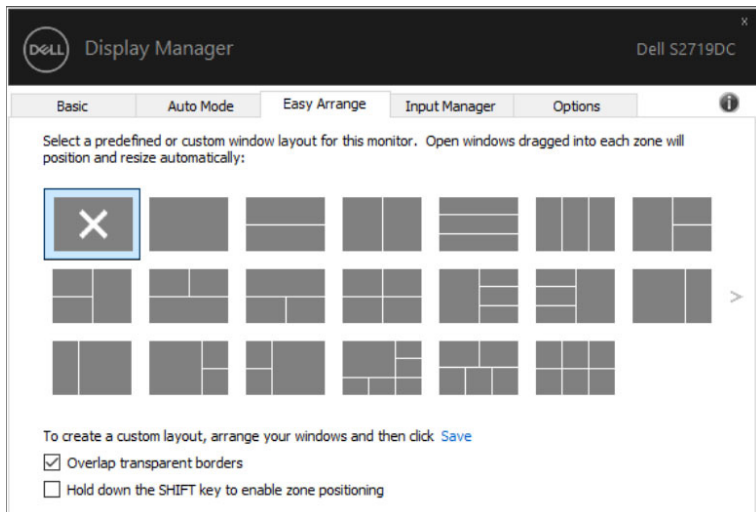 DELL Display Manager
Dell S2719DC
Basic Auto Mode Easy Arrange Input Manager Options
Select a predefined or custom window layout for this monitor. Open windows dragged into each zone will
position and resize automatically:
To create a custom layout, arrange your windows and then click Save
Overlap transparent borders
Hold down the SHIFT key to enable zone positioning